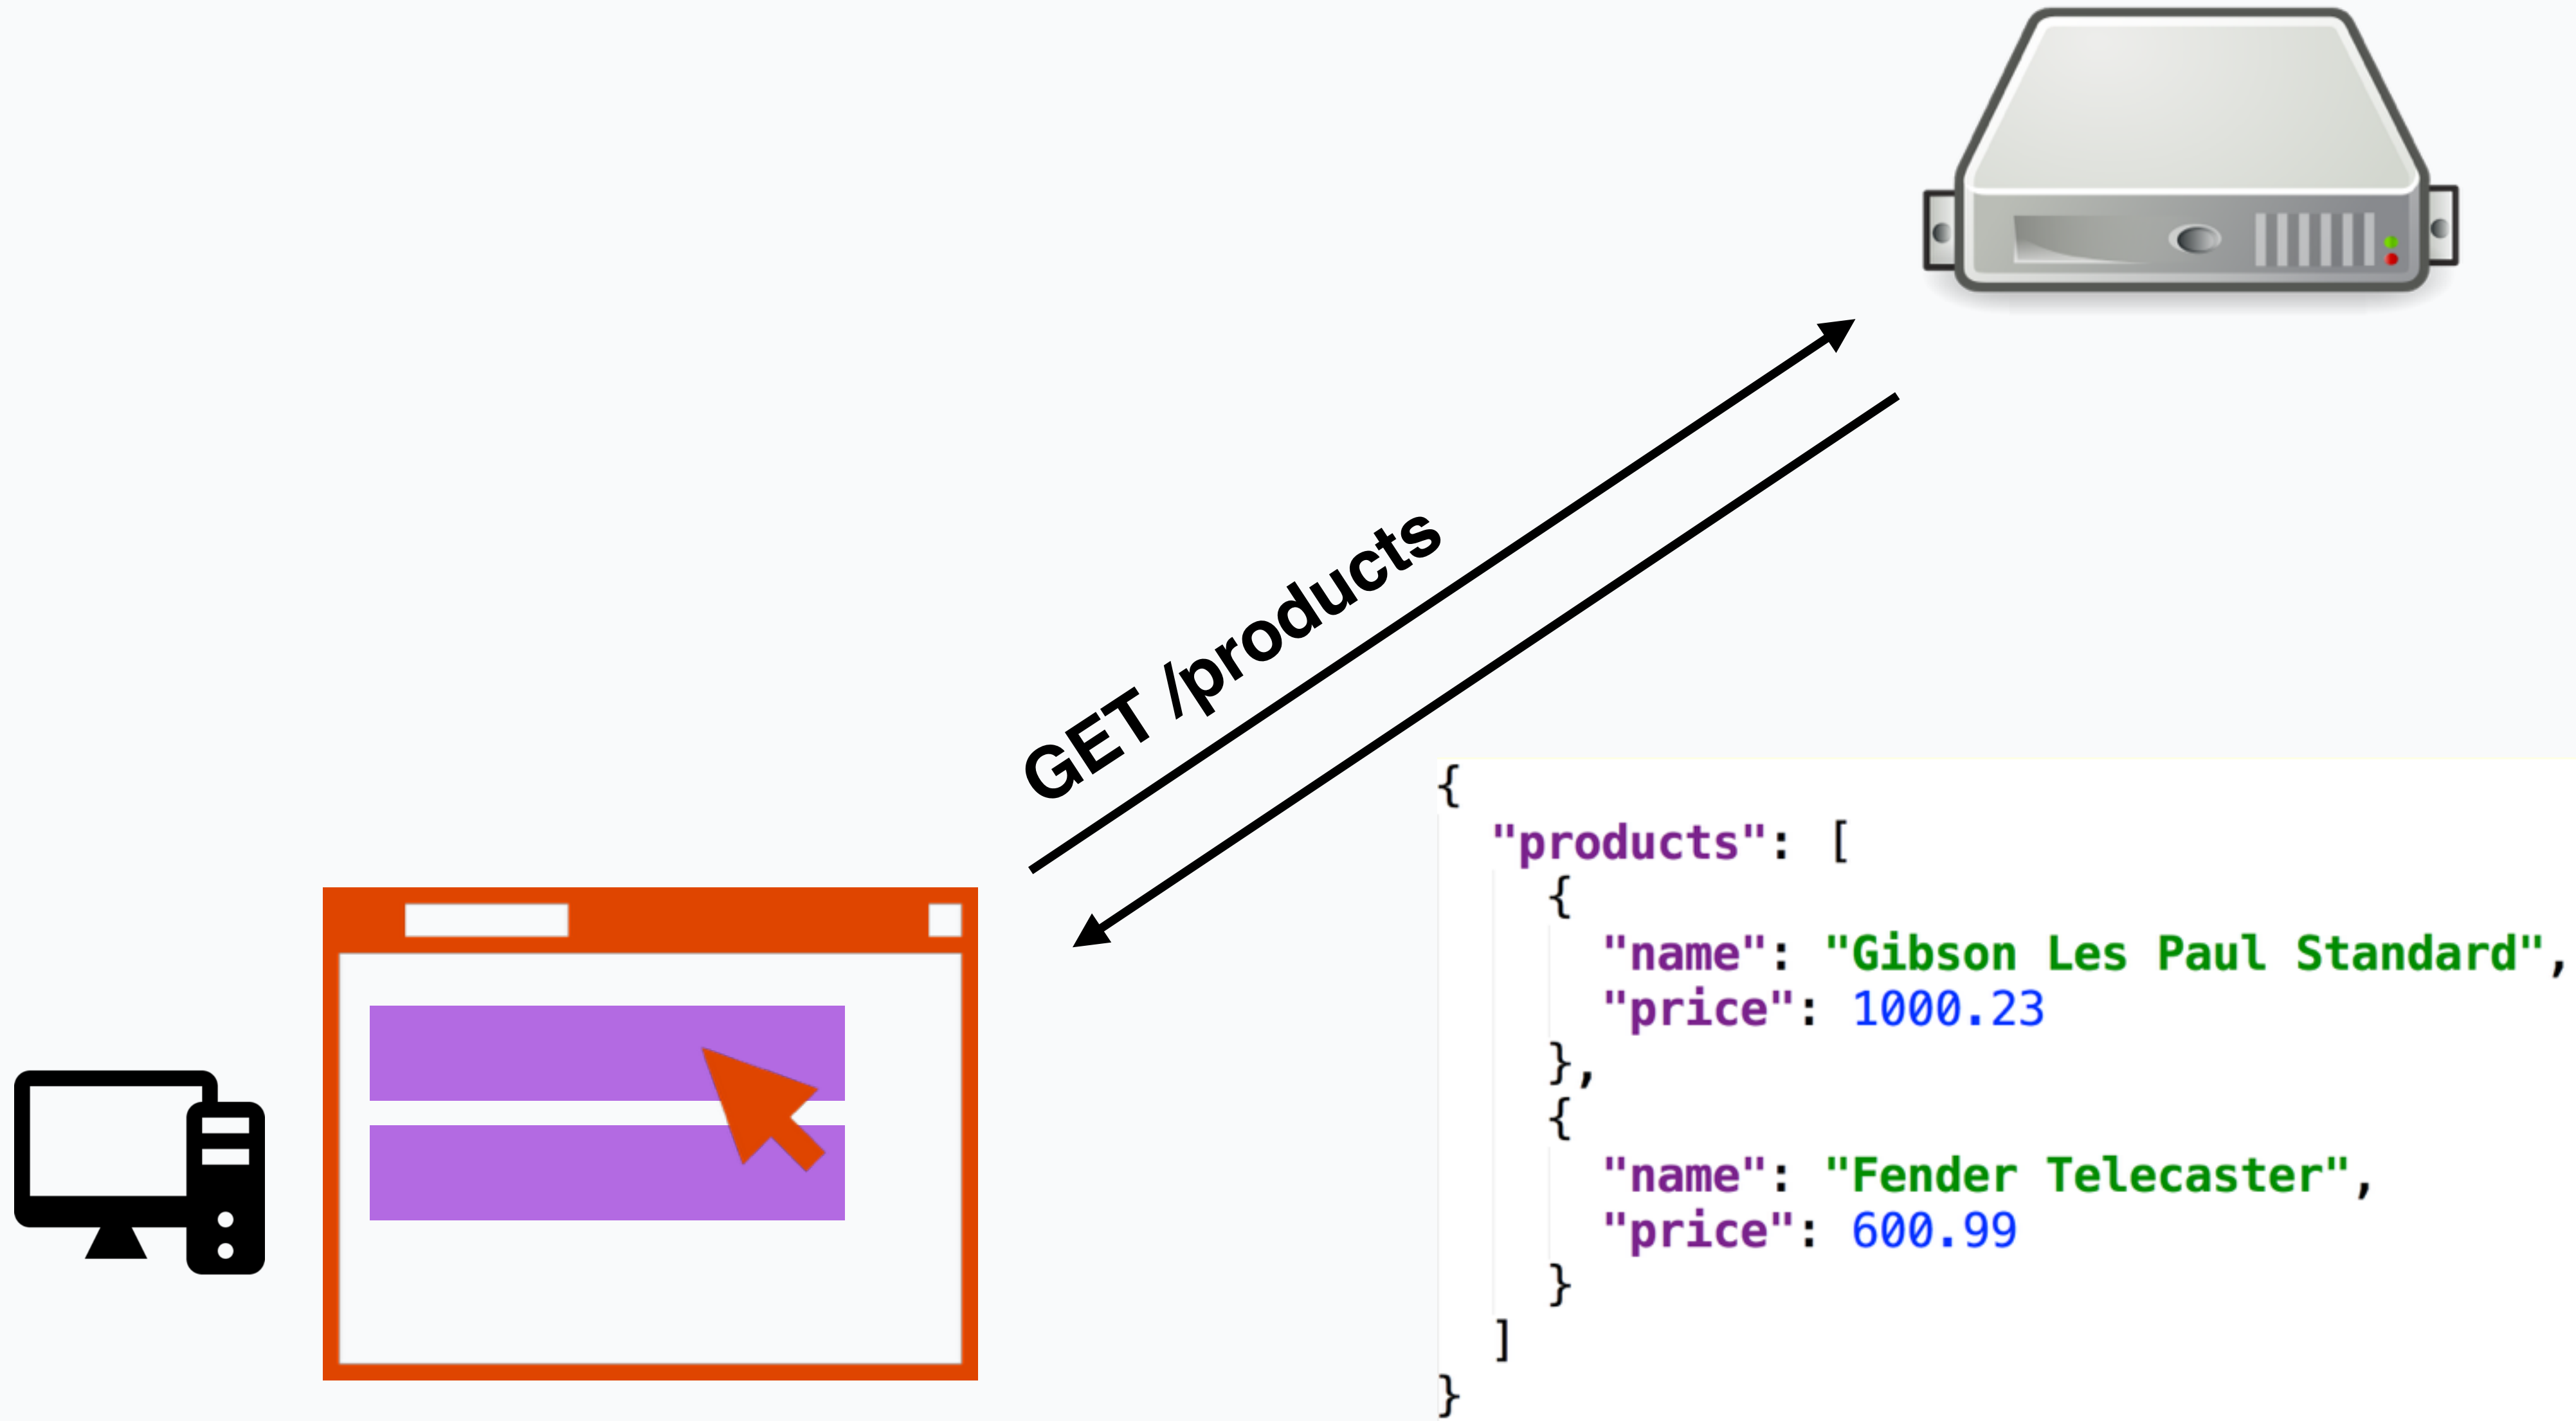 GET /products
{
"products": [
{
"name": "Gibson Les Paul Standard",
"price": 1000.23
},
{
"name": "Fender Telecaster",
"price": 600.99
}
]
}